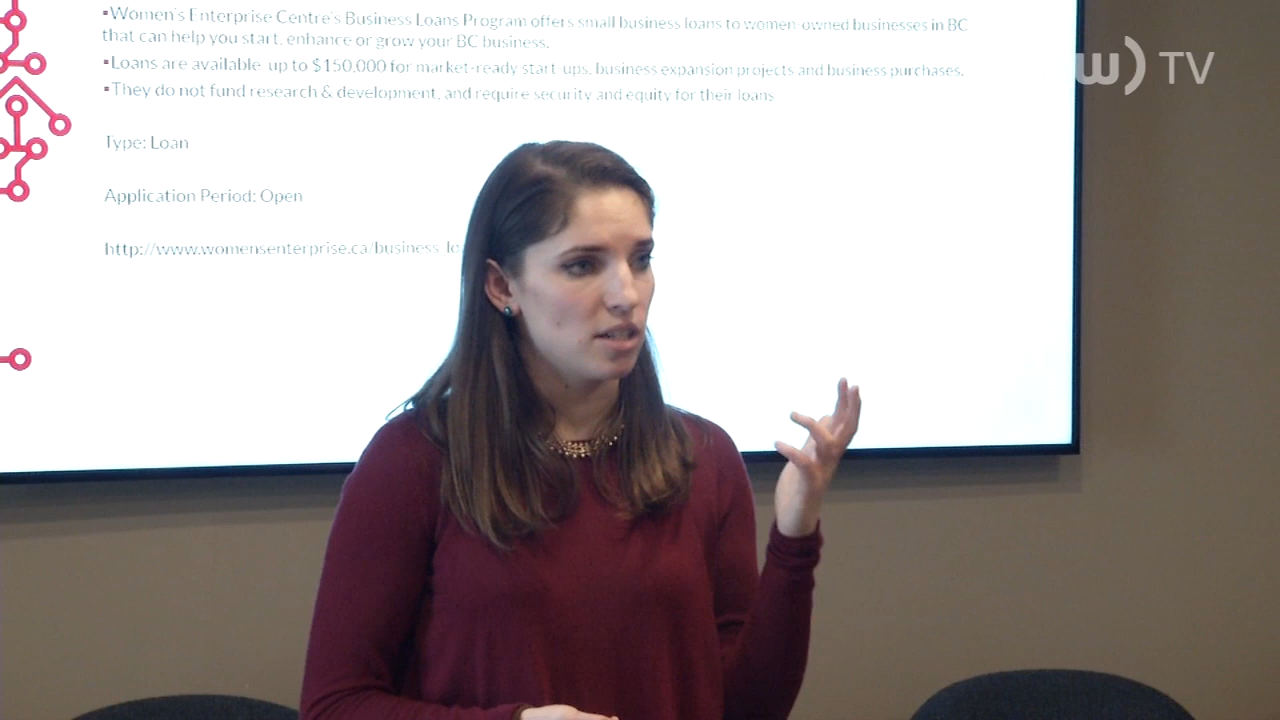 ▪Women's Enterprise Centre's Business Loans Program offers small business loans to women-owned businesses in BC
that can help you start, enhance or grow your BC business.
▪Loans are available up to $150,000 for market-ready start-ups, business expansion projects and business purchases.
▪They do not fund research & development, and require security and equity for their loans
Type: Loan
Application Period: Open
http://www.womensenterprise.ca/business-lo
w) TV